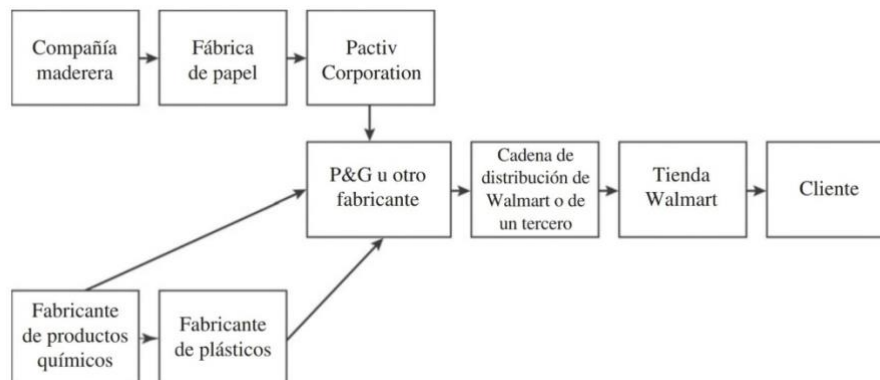 Compañía
maderera
Fábrica
de papel
Pactiv
Corporation
P&G u otro
fabricante
Cadena de
distribución de
Walmart o de
un tercero
Tienda
Walmart
Cliente
Fabricante
de productos
químicos
Fabricante
de plásticos